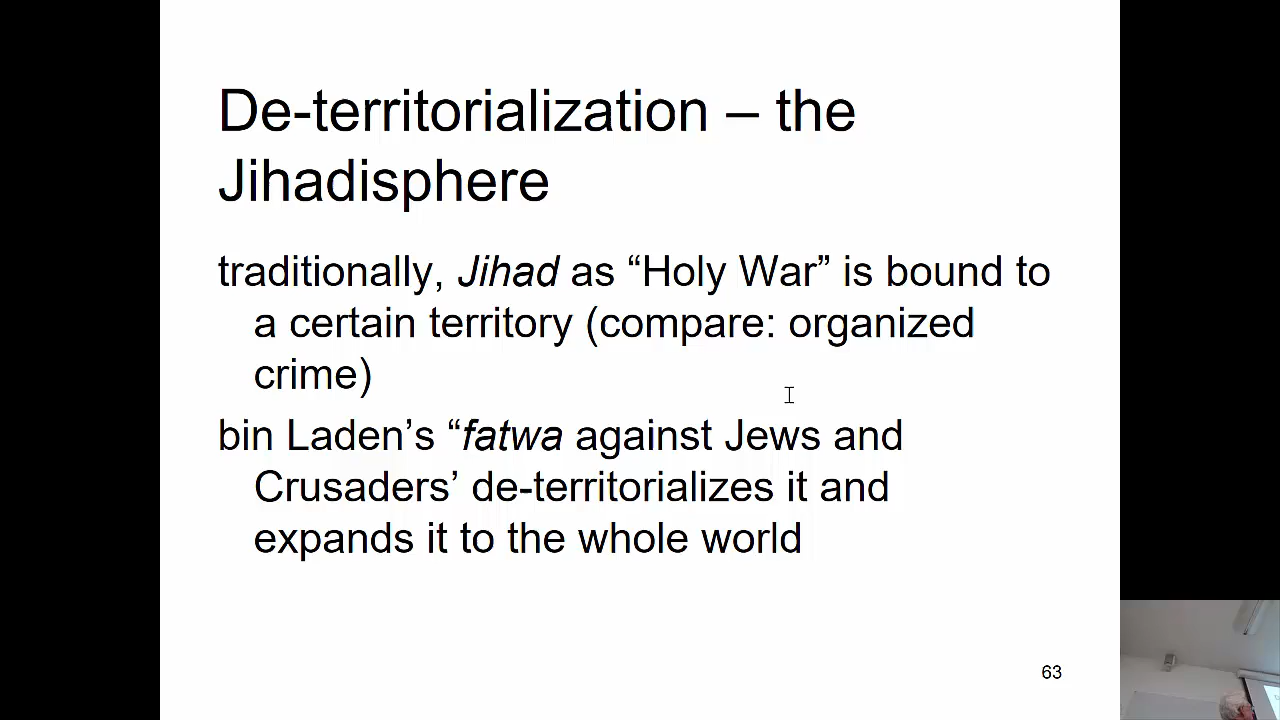 De-territorialization – the
Jihadisphere
traditionally, Jihad as “Holy War” is bound to
a certain territory (compare: organized
crime)
bin Laden’s “fatwa against Jews and
Crusaders’ de-territorializes it and
expands it to the whole world
63